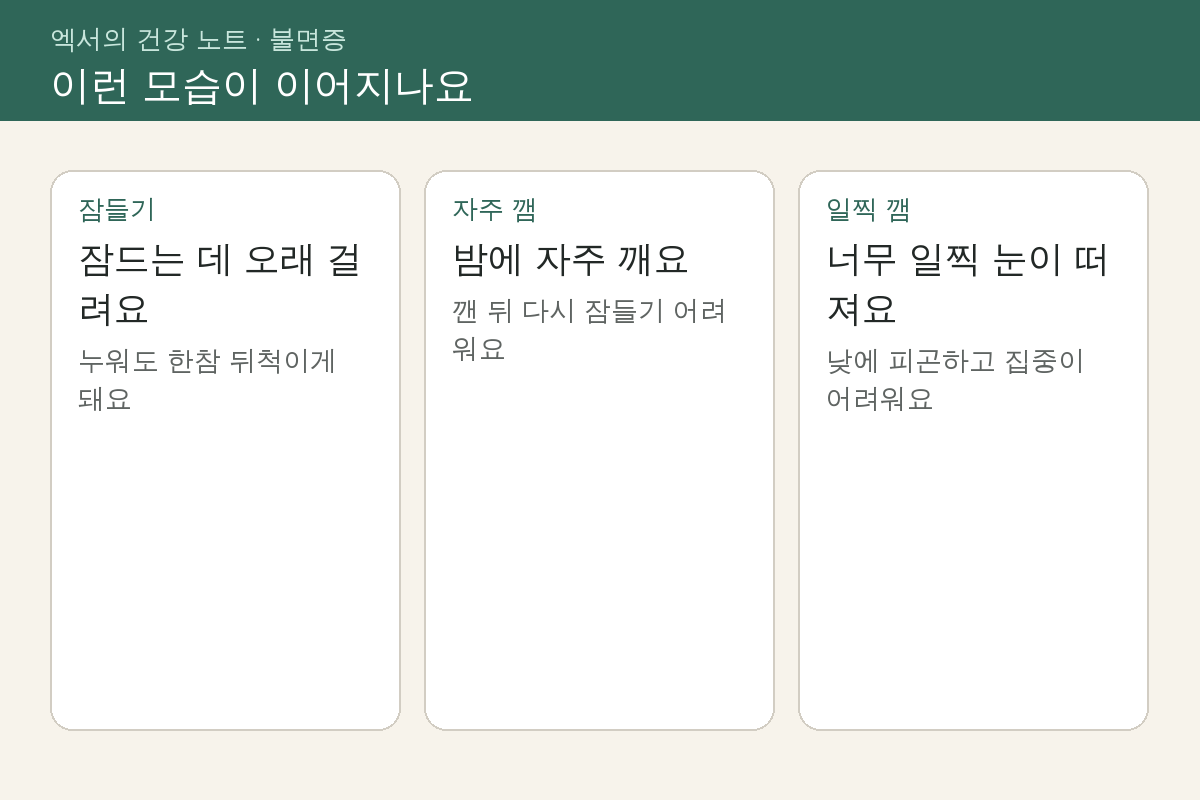 엑서의 건강 노트 · 불면증
이런 모습이 이어지나요
잠들기
잠드는 데 오래 걸
려요
누워도 한참 뒤척이게
돼요
자주 깸
밤에 자주 깨요
깬 뒤 다시 잠들기 어려
워요
일찍 깸
너무 일찍 눈이 떠
져요
낮에 피곤하고 집중이
어려워요